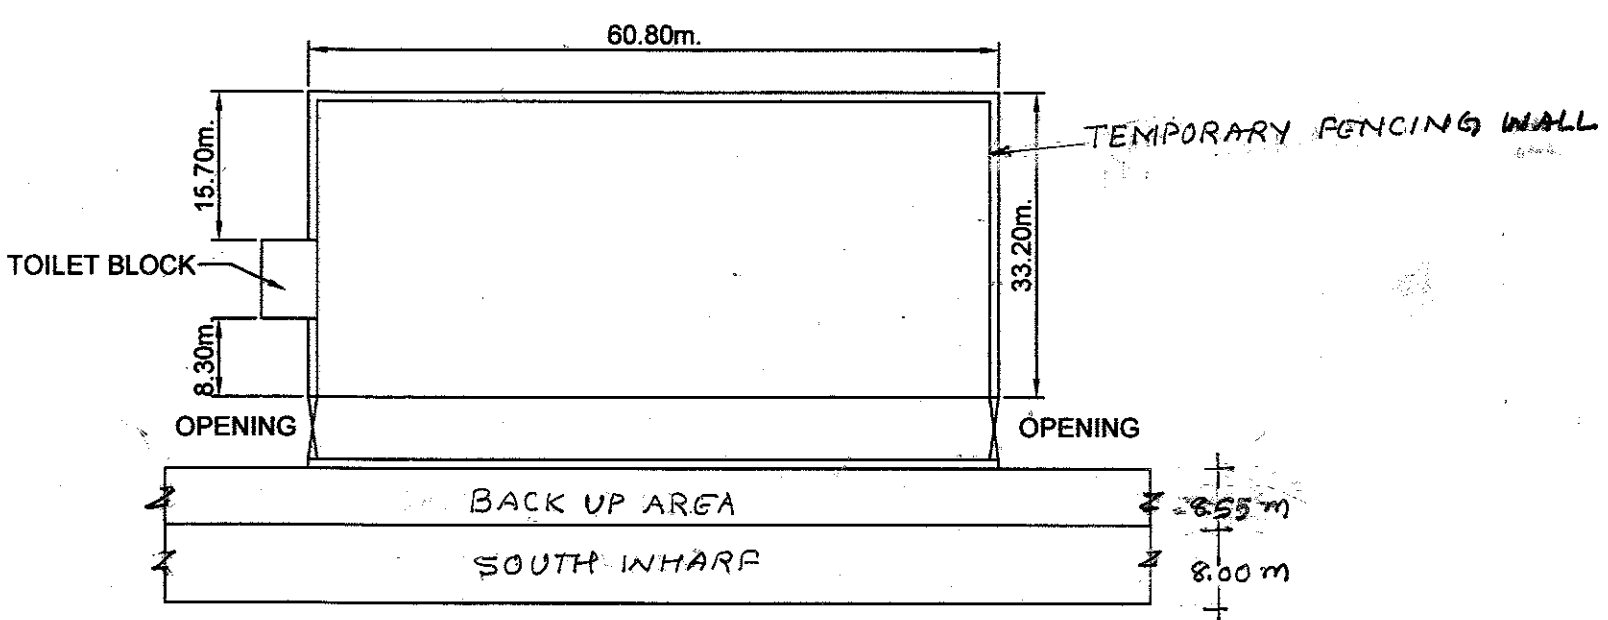 60.80m.
TEMPORARY FENCING WALL
15.70m.
33.20m.
TOILET BLOCK
8.30m.
OPENING
OPENING
BACK UP AREA
8.55 m
SOUTH WHARF
8.00 m